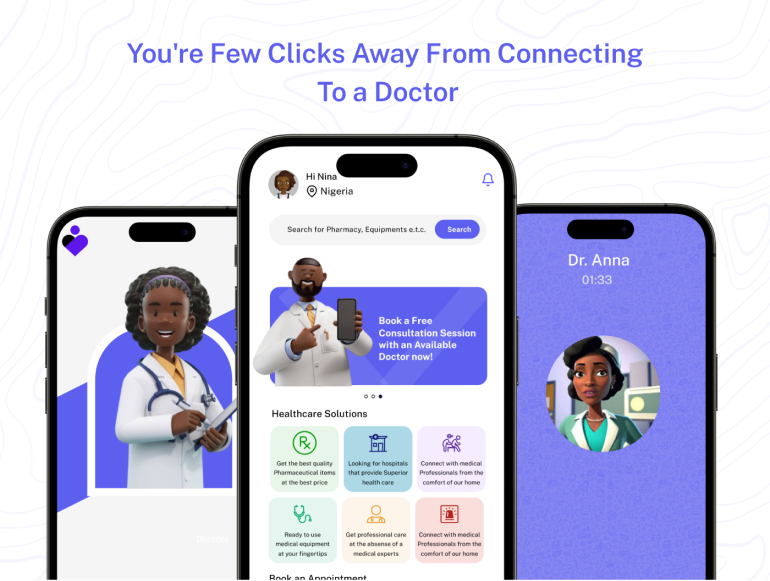 You're Few Clicks Away From Connecting
To a Doctor
Hi Nina
Nigeria
Search for Pharmacy, Equipments e.t.c.
Search
Book a Free
Consultation Session
with an Available
Doctor now!
Healthcare Solutions
Get the best quality
Pharmaceutical items
at the best price
Looking for hospitals
that provide Superior
health care
Connect with medical
Professionals from the
comfort of our home
Ready to use
medical equipment
at your fingertips
Get professional care
at the absence of a
medical experts
Connect with medical
Professionals from the
comfort of our home
Book an Appointment
Dr. Anna
01:33